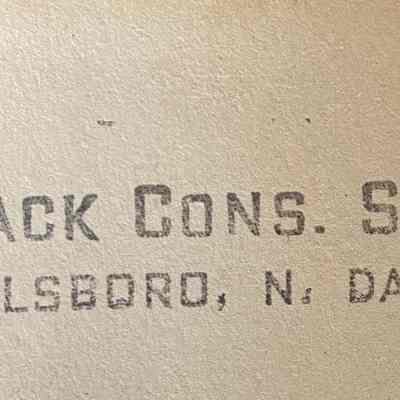 ACK CONS. S
LSBORO, N. DA